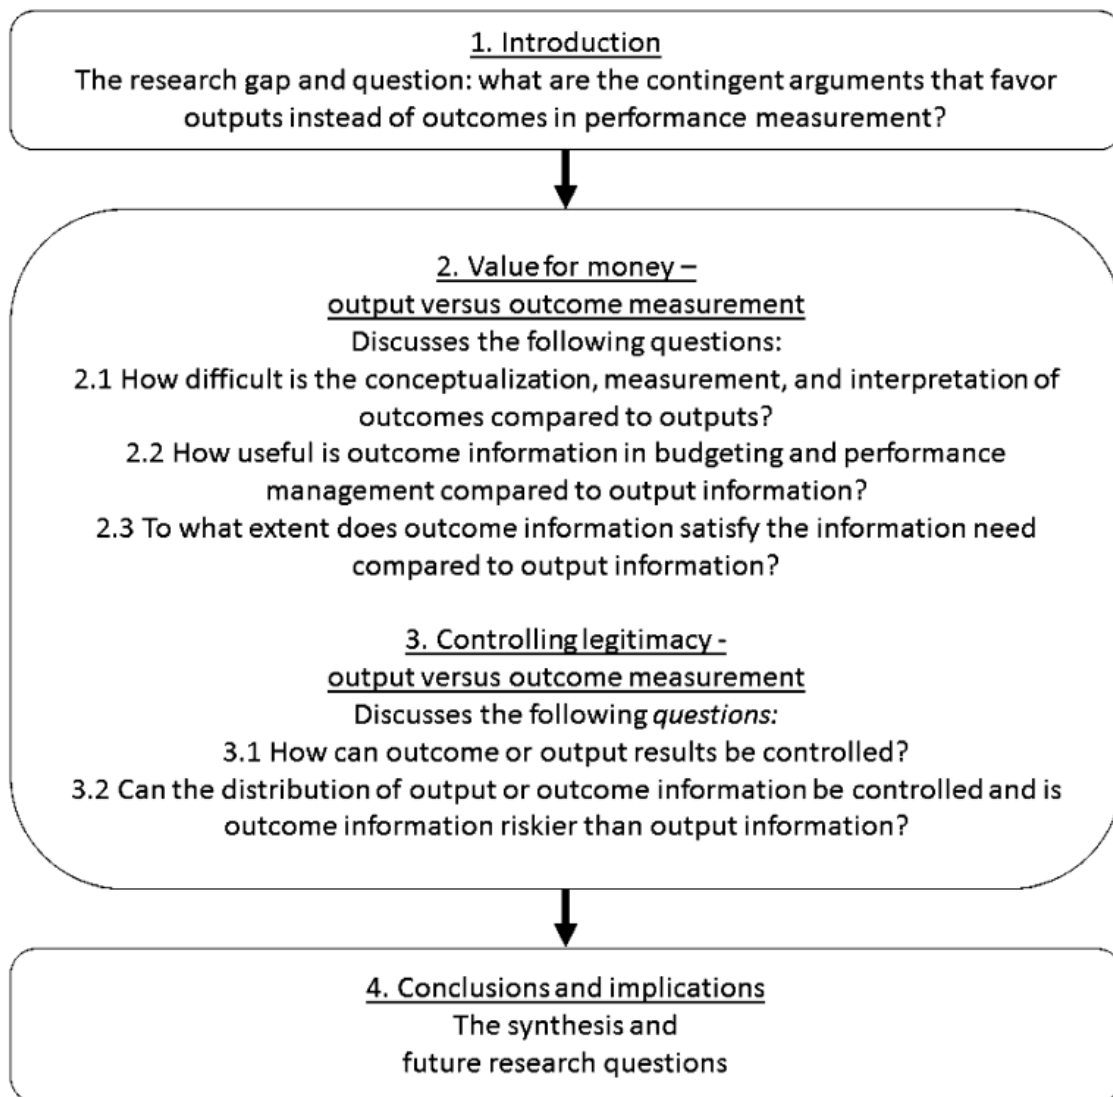 1. Introduction
The research gap and question: what are the contingent arguments that favor
outputs instead of outcomes in performance measurement?
2. Value for money –
output versus outcome measurement
Discusses the following questions:
2.1 How difficult is the conceptualization, measurement, and interpretation of
outcomes compared to outputs?
2.2 How useful is outcome information in budgeting and performance
management compared to output information?
2.3 To what extent does outcome information satisfy the information need
compared to output information?
3. Controlling legitimacy -
output versus outcome measurement
Discusses the following questions:
3.1 How can outcome or output results be controlled?
3.2 Can the distribution of output or outcome information be controlled and is
outcome information riskier than output information?
4. Conclusions and implications
The synthesis and
future research questions